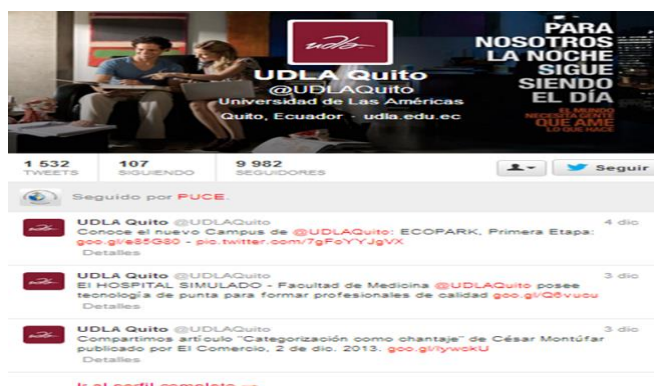 udla-
PARA
NOSOTROS
LA NOCHE
SIGUE
SIENDO
EL DÍA
EL MUNDO
NECESITA GENTE
QUE AME
LO QUE HACE
UDLA Quito
@UDLAQuito
Universidad de Las Américas
Quito, Ecuador · udla.edu.ec
1 532
TWEETS
107
SIGUIENDO
9 982
SEGUIDORES
Seguir
Seguido por PUCE.
UDLA Quito @UDLAQuito 4 dic
Conoce el nuevo Campus de @UDLAQuito: ECOPARK, Primera Etapa:
goo.gl/e85G80 - pic.twitter.com/7gFoYYJgVX
Detalles
UDLA Quito @UDLAQuito 3 dic
El HOSPITAL SIMULADO - Facultad de Medicina @UDLAQuito posee
tecnología de punta para formar profesionales de calidad goo.gl/Q6vucu
Detalles
UDLA Quito @UDLAQuito 3 dic
Compartimos artículo "Categorización como chantaje" de César Montúfar
publicado por El Comercio, 2 de dic. 2013. goo.gl/lywckU
Detalles
Ir al perfil completo